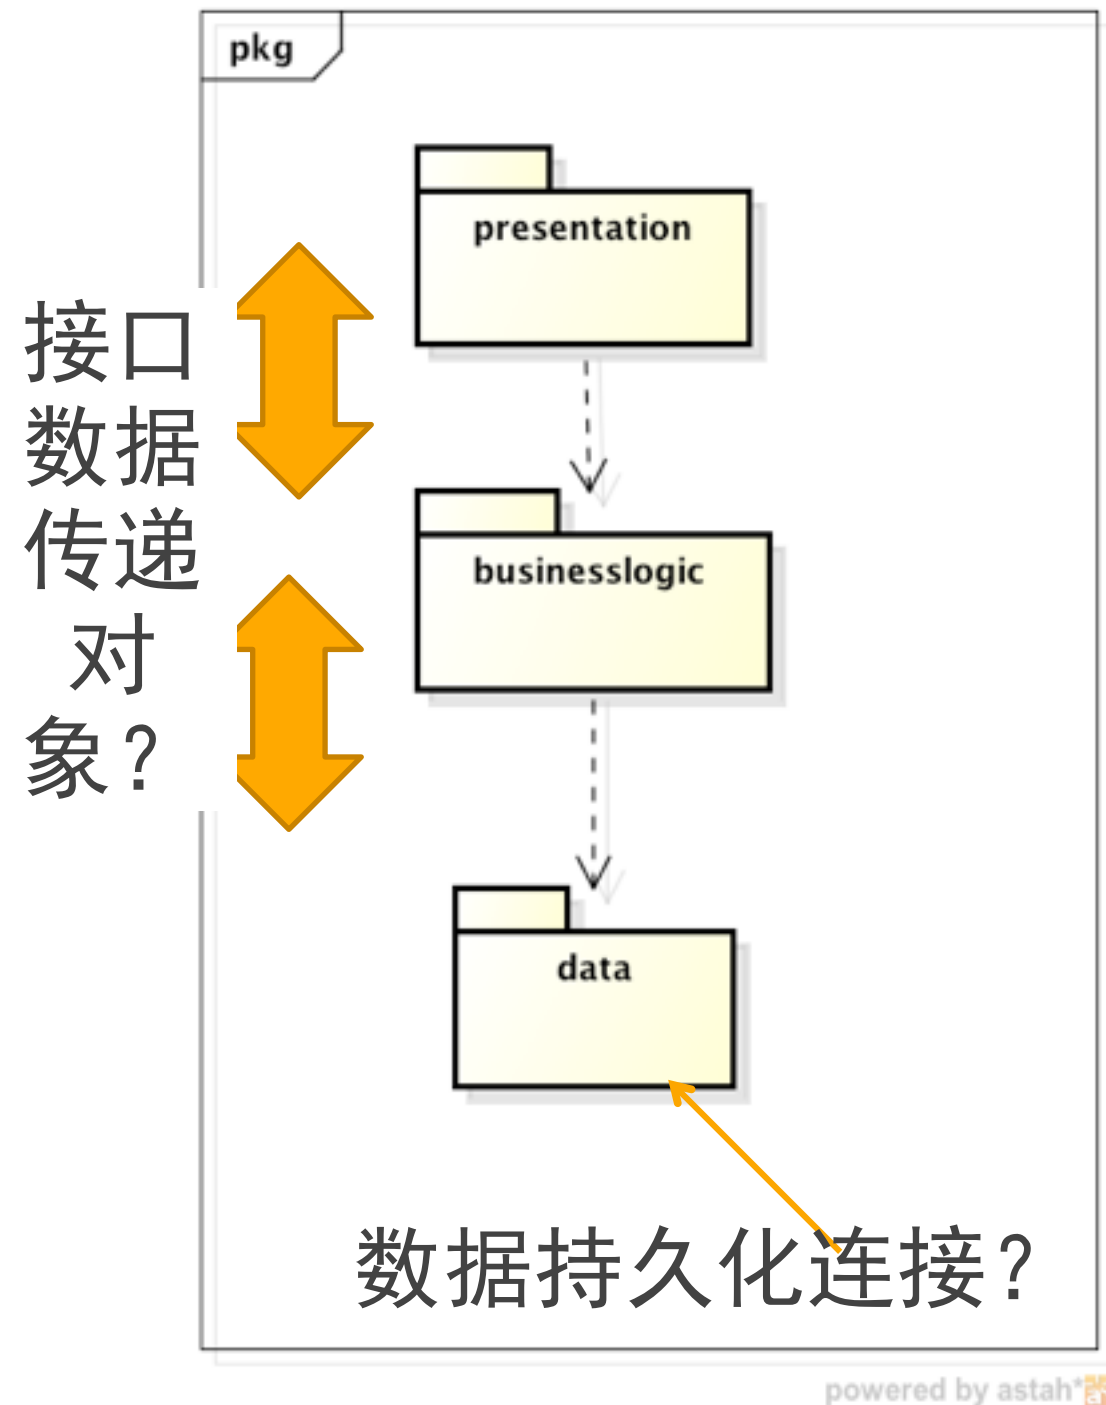 pkg
presentation
接口
数据
传递
对
象？
businesslogic
data
数据持久化连接？
powered by astah*